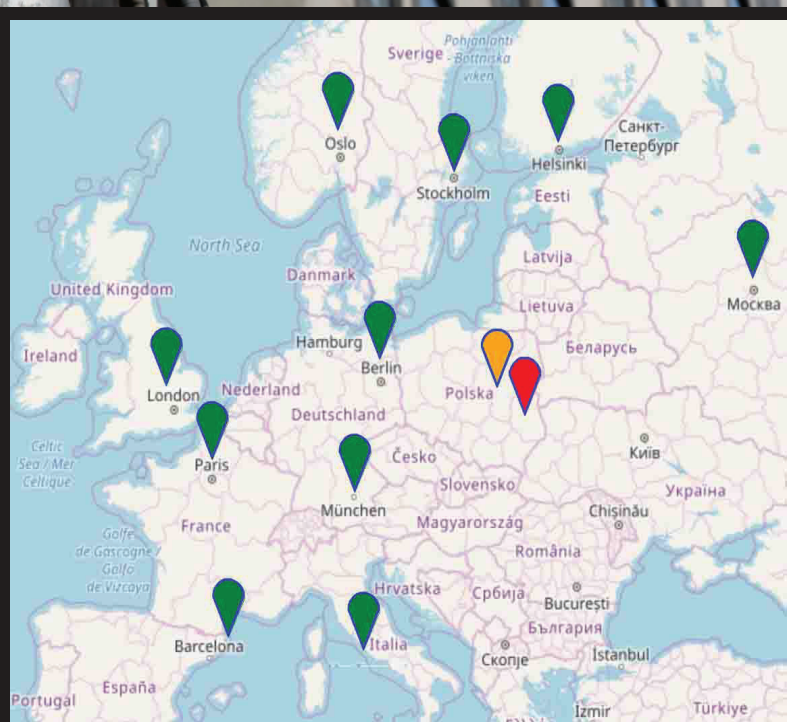 Sverige
Pohjanlahti
- Bottniska
viken
Oslo
Stockholm
Helsinki
Санкт-
Петербург
Eesti
North Sea
Danmark
Latvija
United Kingdom
Lietuva
Москва
Ireland
Hamburg
Berlin
Беларусь
London
Nederland
Polska
Deutschland
Celtic
Sea / Mer
Celtique
Paris
Česko
Київ
Slovensko
Україна
München
Magyarország
Chișinău
France
Golfe
de Gascogne /
Golfo
de Vizcaya
România
Hrvatska
Србија
București
България
Barcelona
Italia
Скопје
İstanbul
España
Portugal
İzmir
Türkiye